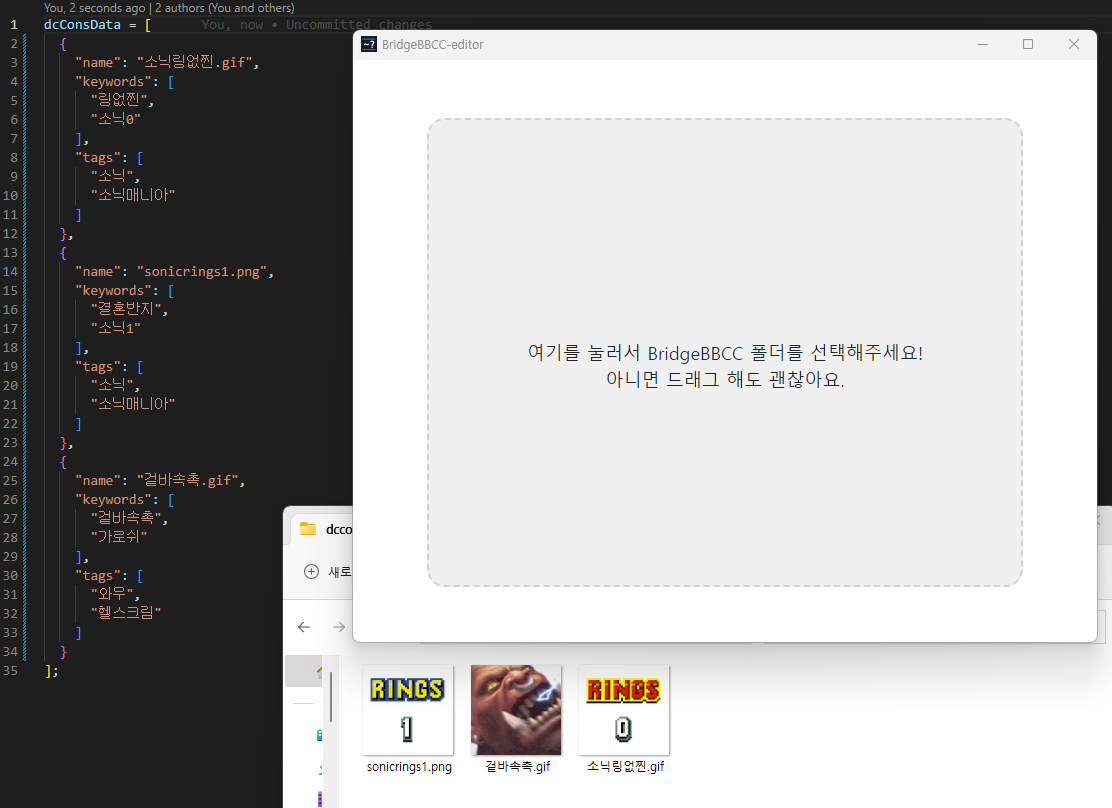 You, 2 seconds ago | 2 authors (You and others)
1 dcConsData = [ You, now • Uncommitted changes
2 {
3 "name": "소닉링없찐.gif",
4 "keywords": [
5 "링없찐",
6 "소닉0"
7 ],
8 "tags": [
9 "소닉",
10 "소닉매니아"
11 ]
12 },
13 {
14 "name": "sonicrings1.png",
15 "keywords": [
16 "결혼반지",
17 "소닉1"
18 ],
19 "tags": [
20 "소닉",
21 "소닉매니아"
22 ]
23 },
24 {
25 "name": "겉바속촉.gif",
26 "keywords": [
27 "겉바속촉",
28 "가로쉬"
29 ],
30 "tags": [
31 "와우",
32 "헬스크림"
33 ]
34 }
35 ];
BridgeBBCC-editor
여기를 눌러서 BridgeBBCC 폴더를 선택해주세요!
아니면 드래그 해도 괜찮아요.
dcco
새로
RINGS
1
RINGS
0
sonicrings1.png
겉바속촉.gif
소닉링없찐.gif